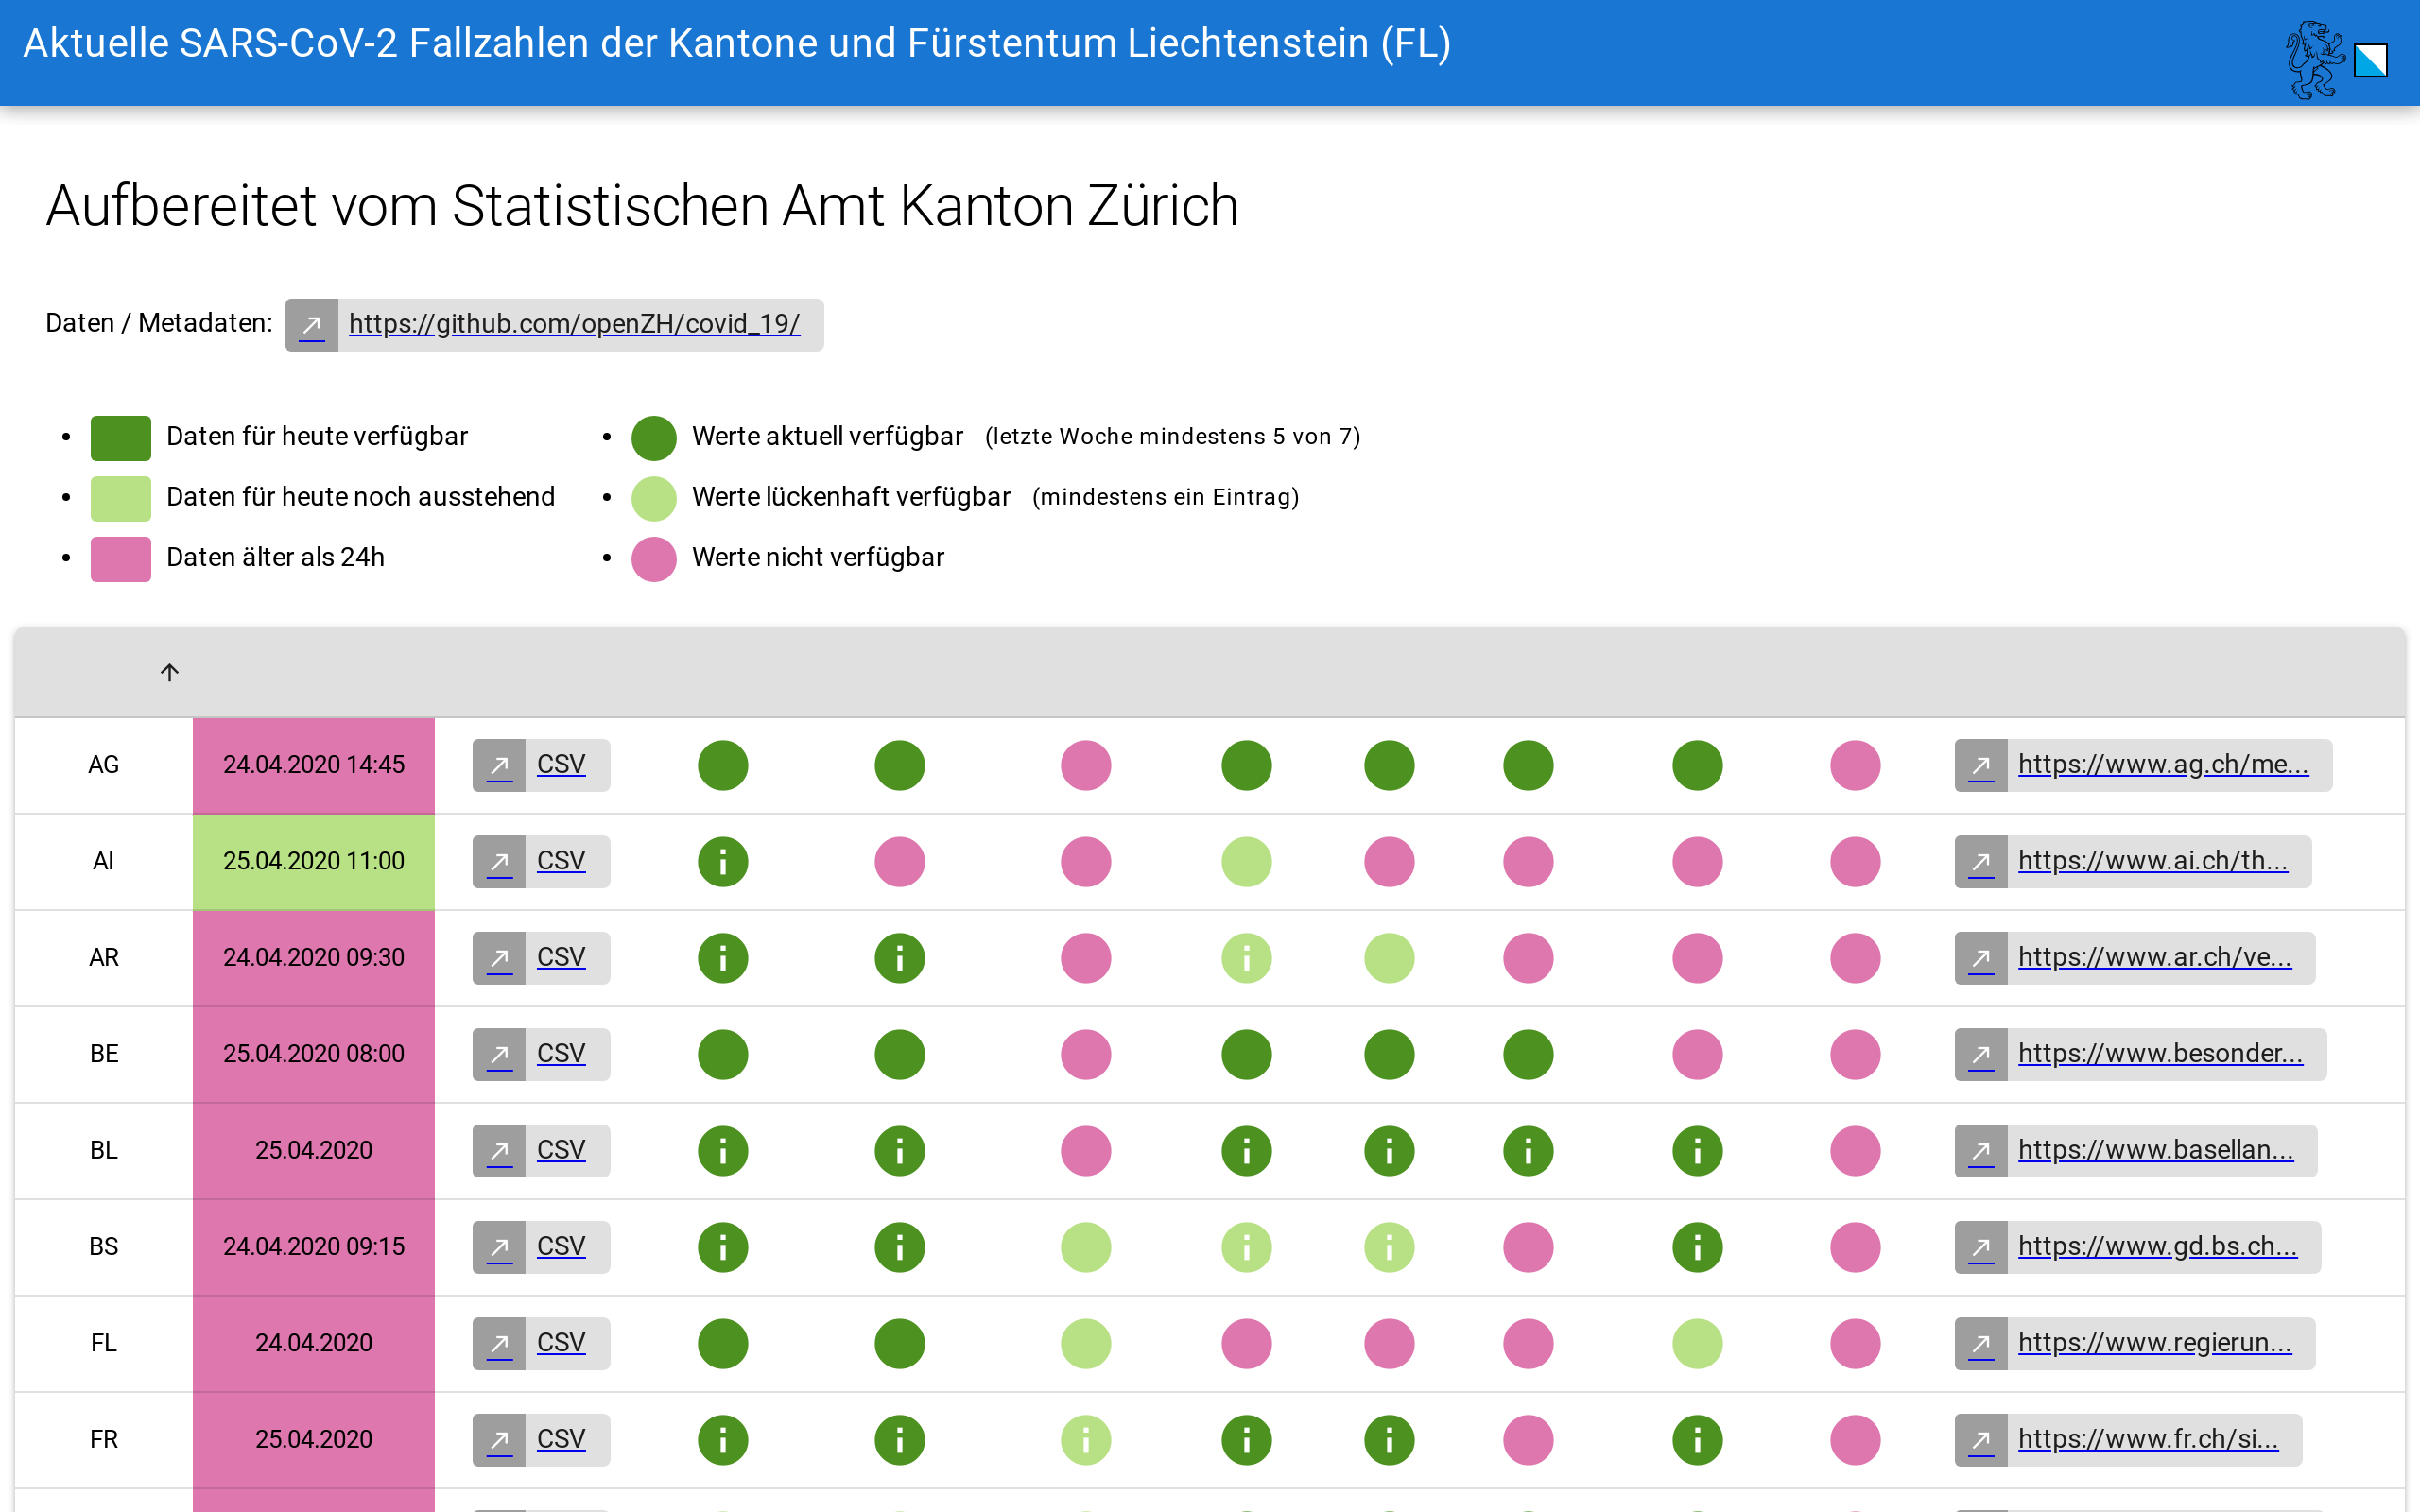 Aktuelle SARS-CoV-2 Fallzahlen der Kantone und Fürstentum Liechtenstein (FL)
Aufbereitet vom Statistischen Amt Kanton Zürich
Daten / Metadaten: https://github.com/openZH/covid_19/
Daten für heute verfügbar
Daten für heute noch ausstehend
Daten älter als 24h
Werte aktuell verfügbar (letzte Woche mindestens 5 von 7)
Werte lückenhaft verfügbar (mindestens ein Eintrag)
Werte nicht verfügbar
AG 24.04.2020 14:45 CSV https://www.ag.ch/me...
AI 25.04.2020 11:00 CSV https://www.ai.ch/th...
AR 24.04.2020 09:30 CSV https://www.ar.ch/ve...
BE 25.04.2020 08:00 CSV https://www.besonder...
BL 25.04.2020 CSV https://www.basellan...
BS 24.04.2020 09:15 CSV https://www.gd.bs.ch...
FL 24.04.2020 CSV https://www.regierun...
FR 25.04.2020 CSV https://www.fr.ch/si...